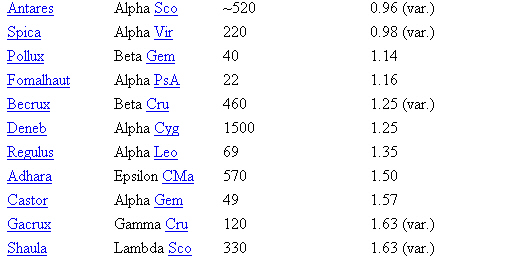 Antares Alpha Sco ~520 0.96 (var.)
Spica Alpha Vir 220 0.98 (var.)
Pollux Beta Gem 40 1.14
Fomalhaut Alpha PsA 22 1.16
Becrux Beta Cru 460 1.25 (var.)
Deneb Alpha Cyg 1500 1.25
Regulus Alpha Leo 69 1.35
Adhara Epsilon CMa 570 1.50
Castor Alpha Gem 49 1.57
Gacrux Gamma Cru 120 1.63 (var.)
Shaula Lambda Sco 330 1.63 (var.)